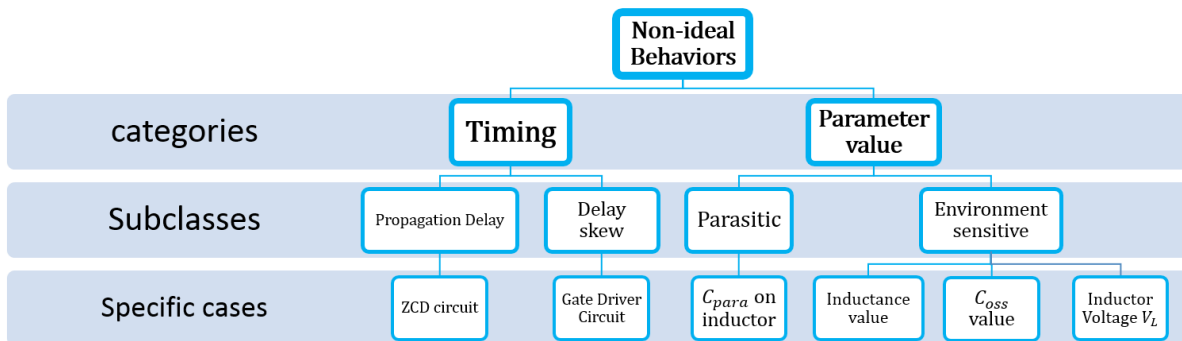 Non-ideal
Behaviors
categories
Timing
Parameter
value
Subclasses
Propagation Delay
Delay
skew
Parasitic
Environment
sensitive
Specific cases
ZCD circuit
Gate Driver
Circuit
C_para on
inductor
Inductance
value
C_oss
value
Inductor
Voltage V_L